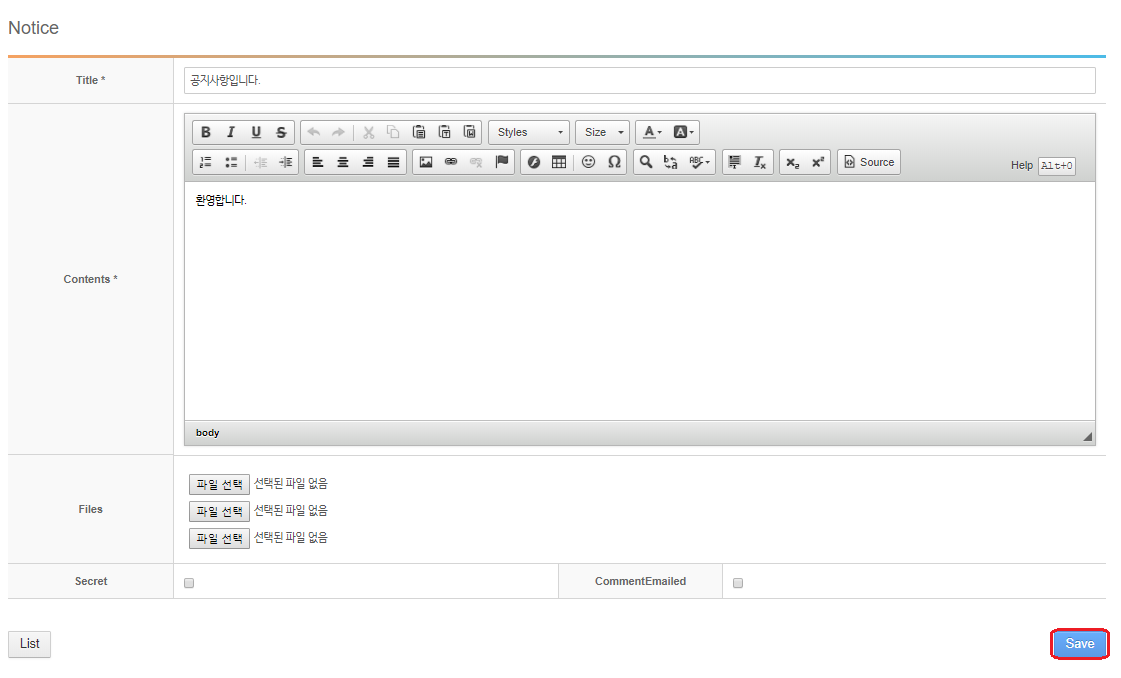 Notice
Title *
공지사항입니다.
B I U S Styles Size A A
ABC Source Help Alt+0
환영합니다.
Contents *
body
파일 선택 선택된 파일 없음
파일 선택 선택된 파일 없음
Files
파일 선택 선택된 파일 없음
Secret CommentEmailed
List Save